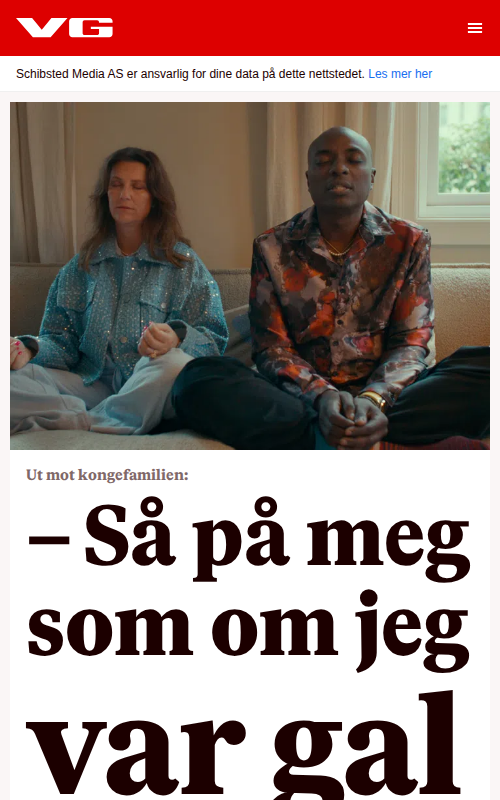 VG
Schibsted Media AS er ansvarlig for dine data på dette nettstedet. Les mer her
Ut mot kongefamilien:
– Så på meg
som om jeg
var gal